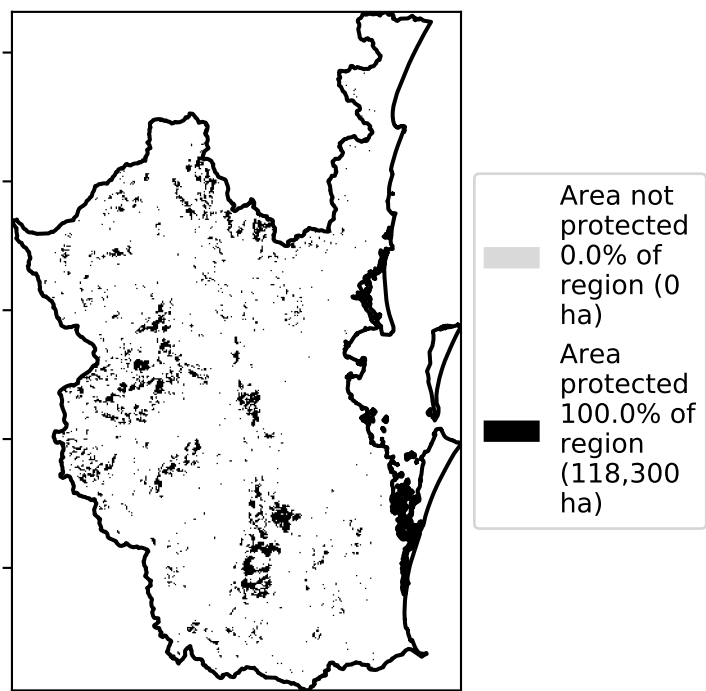 Area not
protected
0.0% of
region (0
ha)
Area
protected
100.0% of
region
(118,300
ha)